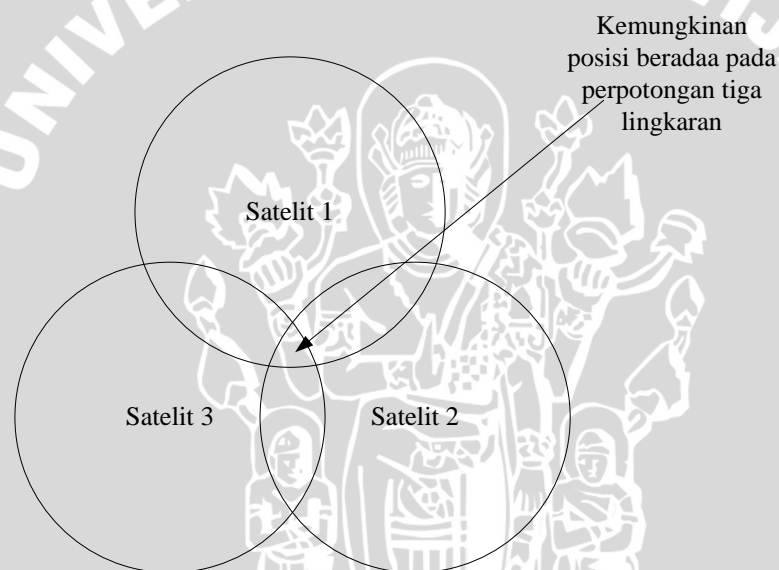 Kemungkinan
posisi beradaa pada
perpotongan tiga
lingkaran
Satelit 1
Satelit 3
Satelit 2